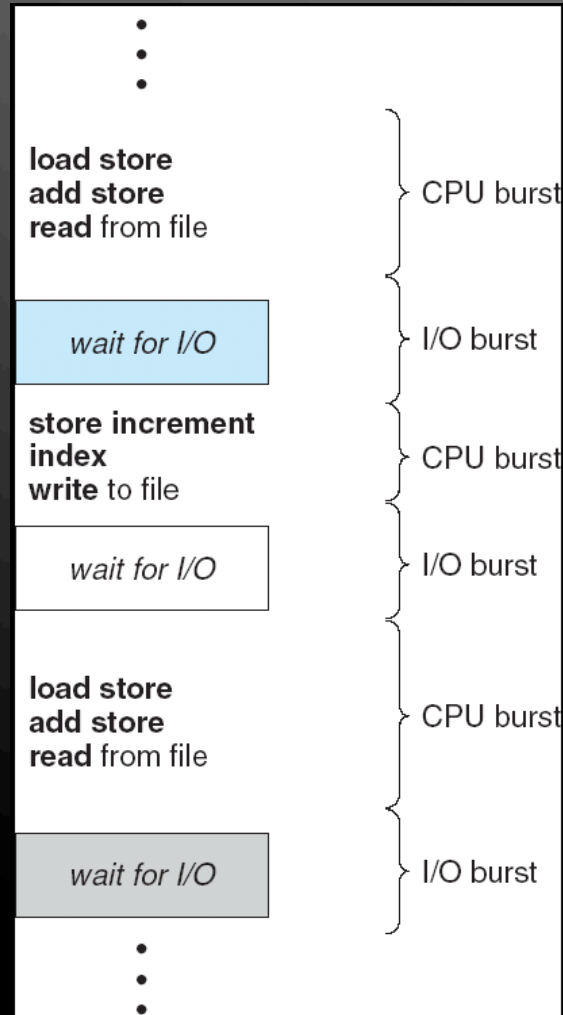 load store
add store
read from file
CPU burst
wait for I/O
I/O burst
store increment
index
write to file
CPU burst
wait for I/O
I/O burst
load store
add store
read from file
CPU burst
wait for I/O
I/O burst